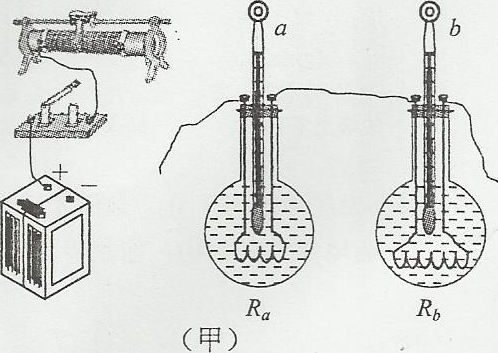 a b
+ −
Ra Rb
(甲)